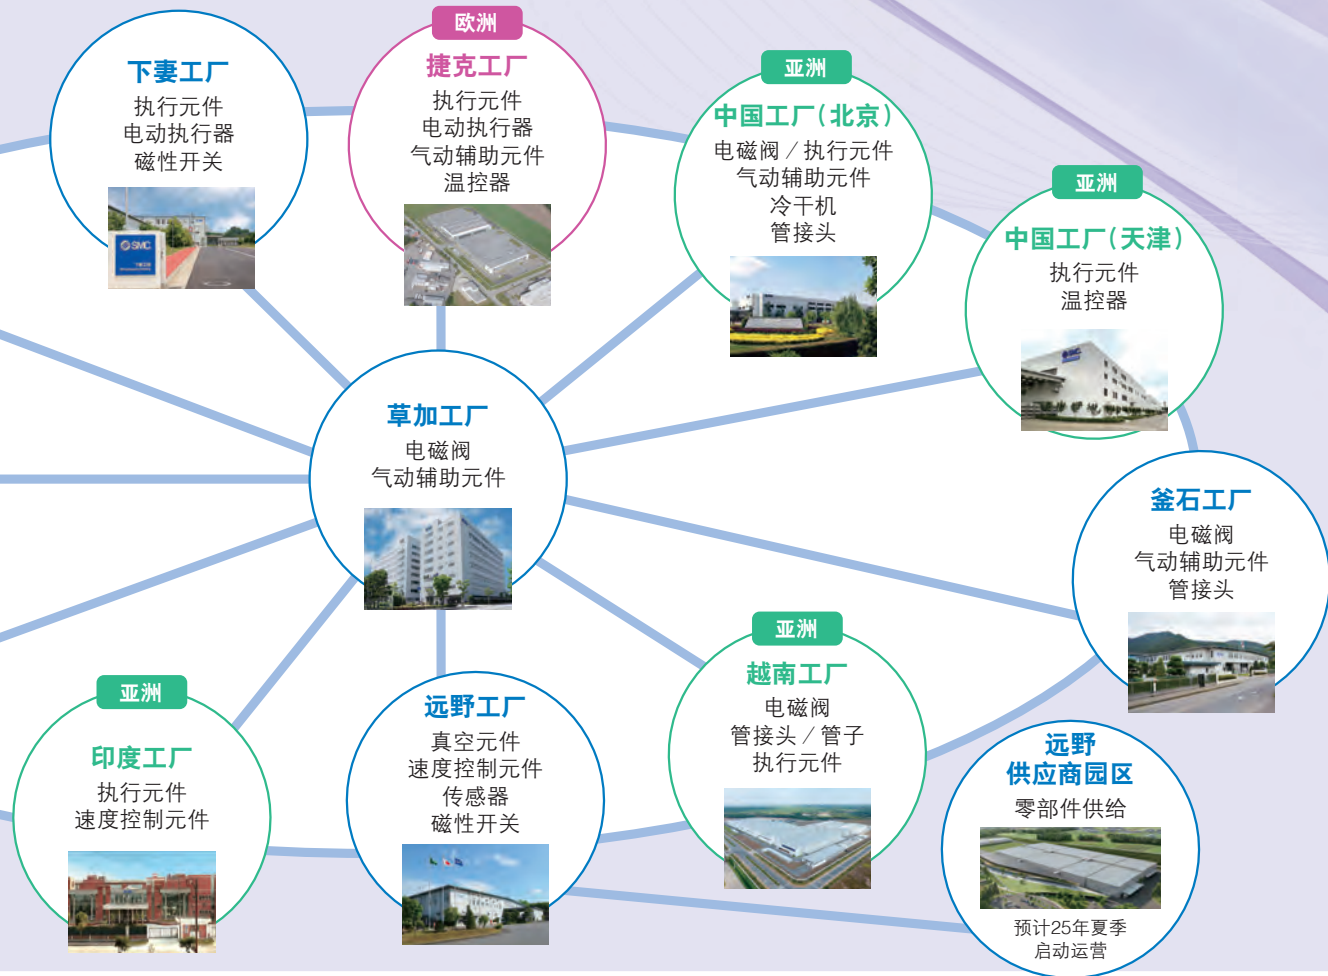 下妻工厂
执行元件
电动执行器
磁性开关
SMC
欧洲
捷克工厂
执行元件
电动执行器
气动辅助元件
温控器
亚洲
中国工厂(北京)
电磁阀 / 执行元件
气动辅助元件
冷干机
管接头
亚洲
中国工厂(天津)
执行元件
温控器
SMC
草加工厂
电磁阀
气动辅助元件
釜石工厂
电磁阀
气动辅助元件
管接头
亚洲
印度工厂
执行元件
速度控制元件
远野工厂
真空元件
速度控制元件
传感器
磁性开关
亚洲
越南工厂
电磁阀
管接头 / 管子
执行元件
远野
供应商园区
零部件供给
预计25年夏季
启动运营